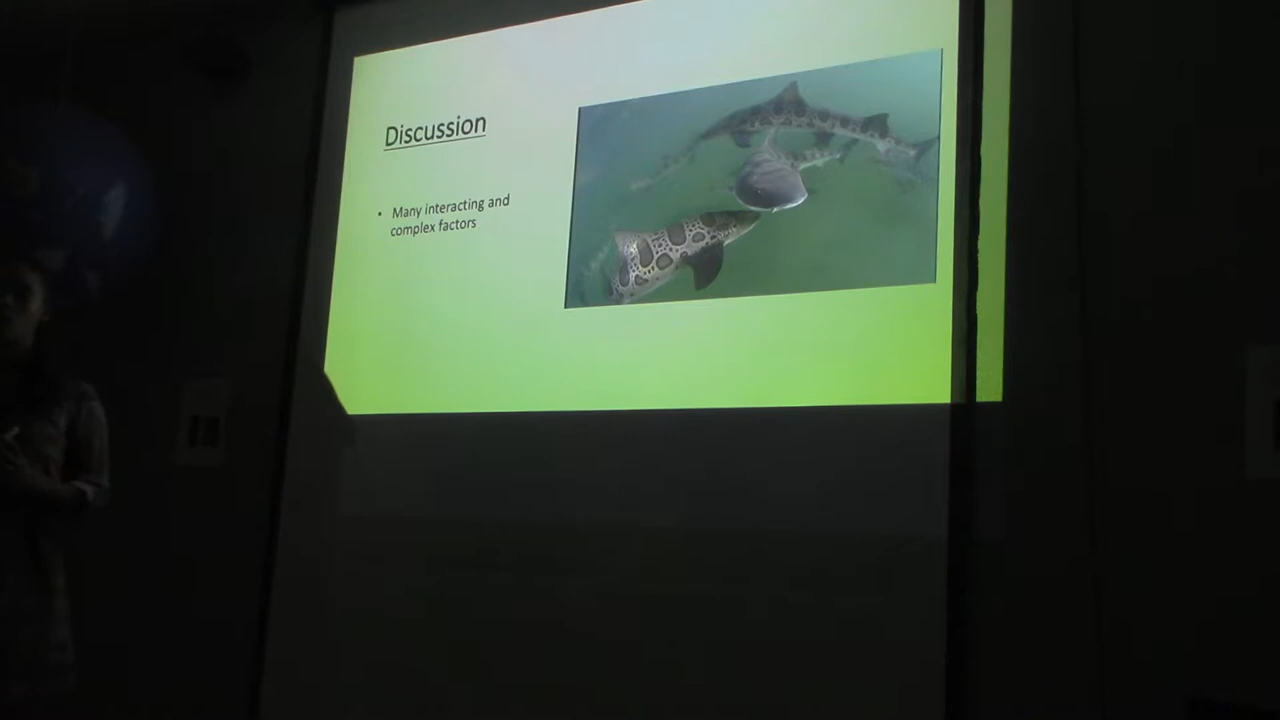 Discussion
• Many interacting and
complex factors